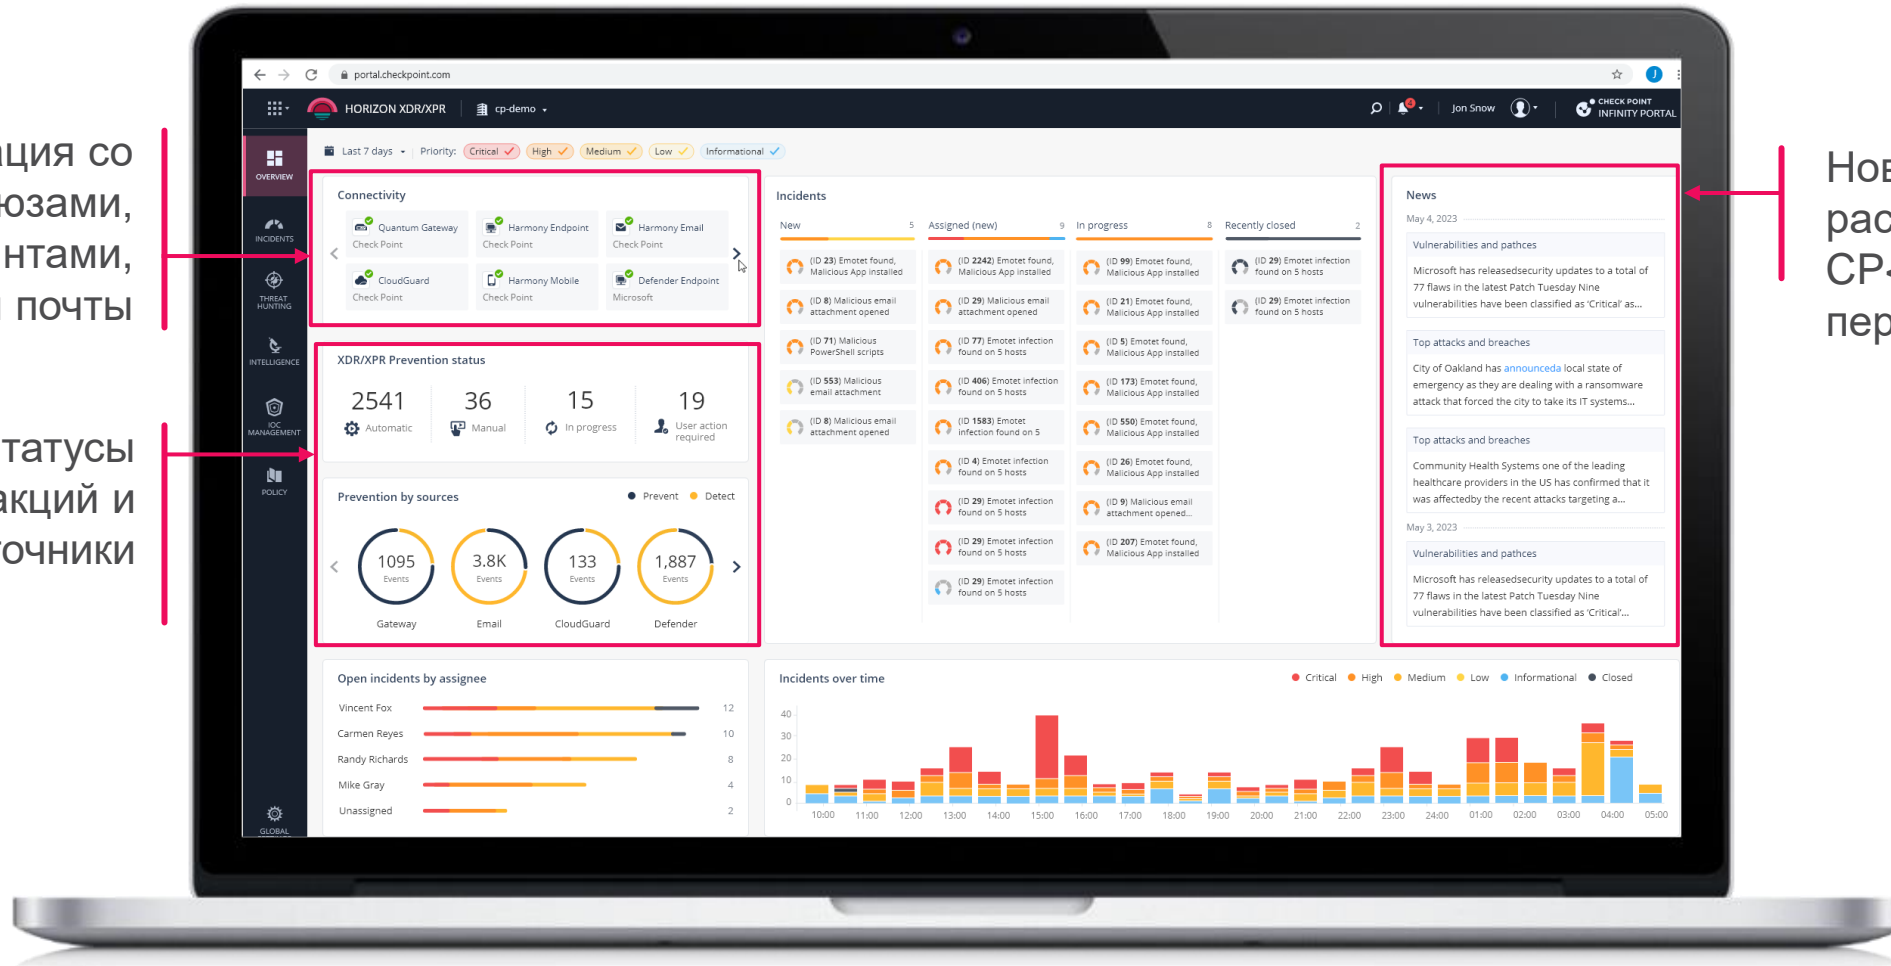 portal.checkpoint.com
HORIZON XDR/XPR
cp-demo
4
Jon Snow
CHECK POINT
INFINITY PORTAL
J
OVERVIEW
INCIDENTS
THREAT
HUNTING
INTELLIGENCE
IOC
MANAGEMENT
POLICY
GLOBAL
Last 7 days
Priority:
Critical
High
Medium
Low
Informational
Connectivity
Quantum Gateway
Check Point
Harmony Endpoint
Check Point
Harmony Email
Check Point
CloudGuard
Check Point
Harmony Mobile
Check Point
Defender Endpoint
Microsoft
XDR/XPR Prevention status
2541
Automatic
36
Manual
15
In progress
19
User action
required
Prevention by sources
Prevent
Detect
1095
Events
Gateway
3.8K
Events
Email
133
Events
CloudGuard
1,887
Events
Defender
Incidents
New 5
(ID 23) Emotet found,
Malicious App installed
(ID 8) Malicious email
attachment opened
(ID 71) Malicious
PowerShell scripts
(ID 553) Malicious
email attachment
(ID 8) Malicious email
attachment opened
Assigned (new) 9
(ID 2242) Emotet found,
Malicious App installed
(ID 29) Malicious email
attachment opened
(ID 77) Emotet infection
found on 5 hosts
(ID 406) Emotet infection
found on 5 hosts
(ID 1583) Emotet
infection found on 5
(ID 4) Emotet infection
found on 5 hosts
(ID 29) Emotet infection
found on 5 hosts
(ID 29) Emotet infection
found on 5 hosts
(ID 29) Emotet infection
found on 5 hosts
In progress 8
(ID 99) Emotet found,
Malicious App installed
(ID 21) Emotet found,
Malicious App installed
(ID 5) Emotet found,
Malicious App installed
(ID 173) Emotet found,
Malicious App installed
(ID 550) Emotet found,
Malicious App installed
(ID 26) Emotet found,
Malicious App installed
(ID 9) Malicious email
attachment opened...
(ID 207) Emotet found,
Malicious App installed
Recently closed 2
(ID 29) Emotet infection
found on 5 hosts
(ID 29) Emotet infection
found on 5 hosts
News
May 4, 2023
Vulnerabilities and pathces
Microsoft has releasedsecurity updates to a total of
77 flaws in the latest Patch Tuesday Nine
vulnerabilities have been classified as 'Critical' as...
Top attacks and breaches
City of Oakland has announceda local state of
emergency as they are dealing with a ransomware
attack that forced the city to take its IT systems...
Top attacks and breaches
Community Health Systems one of the leading
healthcare providers in the US has confirmed that it
was affectedby the recent attacks targeting a...
May 3, 2023
Vulnerabilities and pathces
Microsoft has releasedsecurity updates to a total of
77 flaws in the latest Patch Tuesday Nine
vulnerabilities have been classified as 'Critical'...
Open incidents by assignee
Vincent Fox 12
Carmen Reyes 10
Randy Richards 8
Mike Gray 4
Unassigned 2
Incidents over time
Critical
High
Medium
Low
Informational
Closed
40
30
20
10
0
10:00 11:00 12:00 13:00 14:00 15:00 16:00 17:00 18:00 19:00 20:00 21:00 22:00 23:00 24:00 01:00 02:00 03:00 04:00 05:00
ация со
юзами,
нтами,
почты
татусы
акций и
точники
Нов
рас
CP
пер